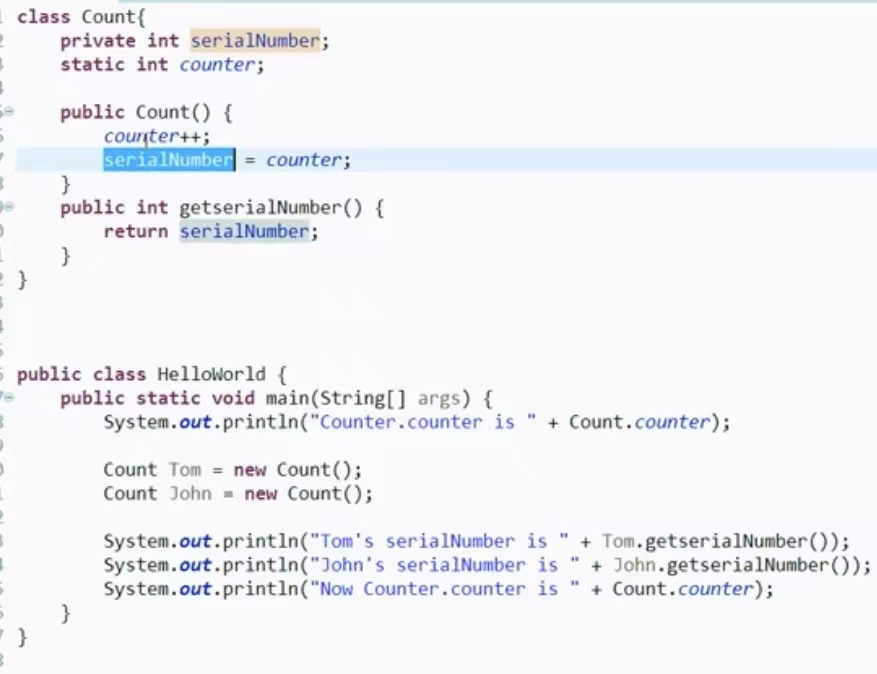 class Count{
    private int serialNumber;
    static int counter;
    public Count() {
        counter++;
        serialNumber = counter;
    }
    public int getserialNumber() {
        return serialNumber;
    }
}
public class HelloWorld {
    public static void main(String[] args) {
        System.out.println("Counter.counter is " + Count.counter);
        Count Tom = new Count();
        Count John = new Count();
        System.out.println("Tom's serialNumber is " + Tom.getserialNumber());
        System.out.println("John's serialNumber is " + John.getserialNumber());
        System.out.println("Now Counter.counter is " + Count.counter);
    }
}